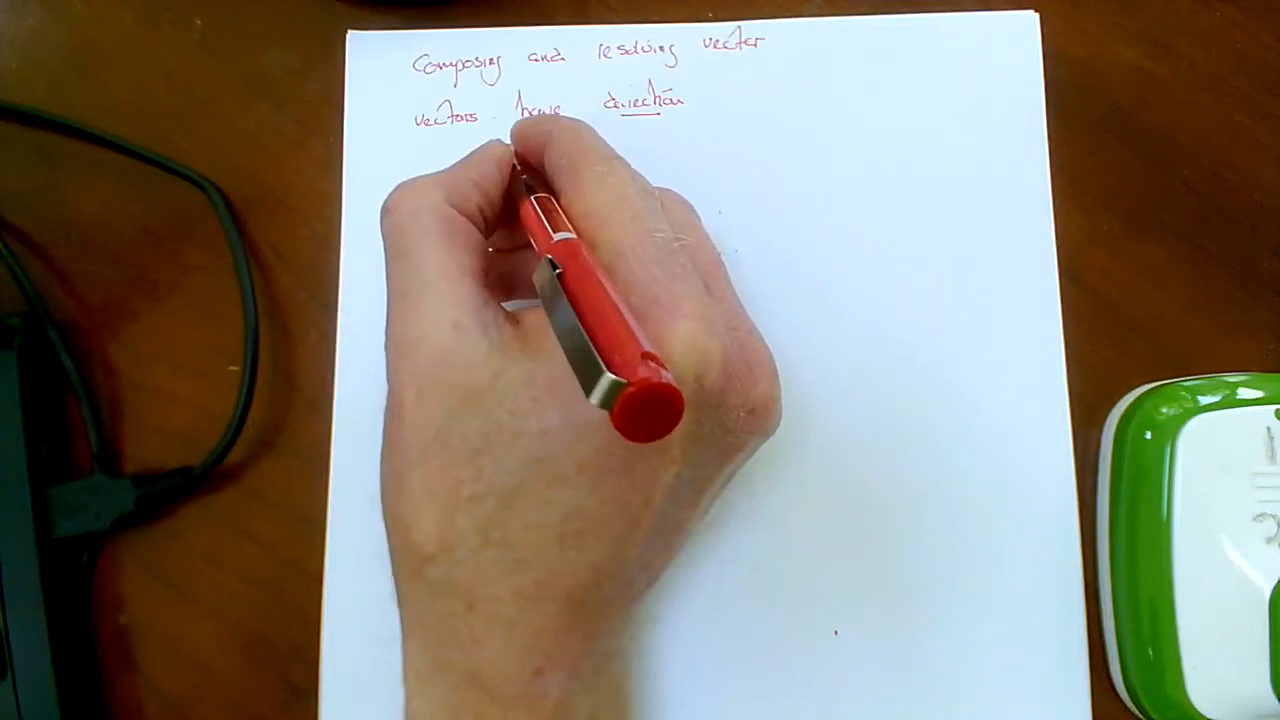 Composing and resolving vector
vectors have direction